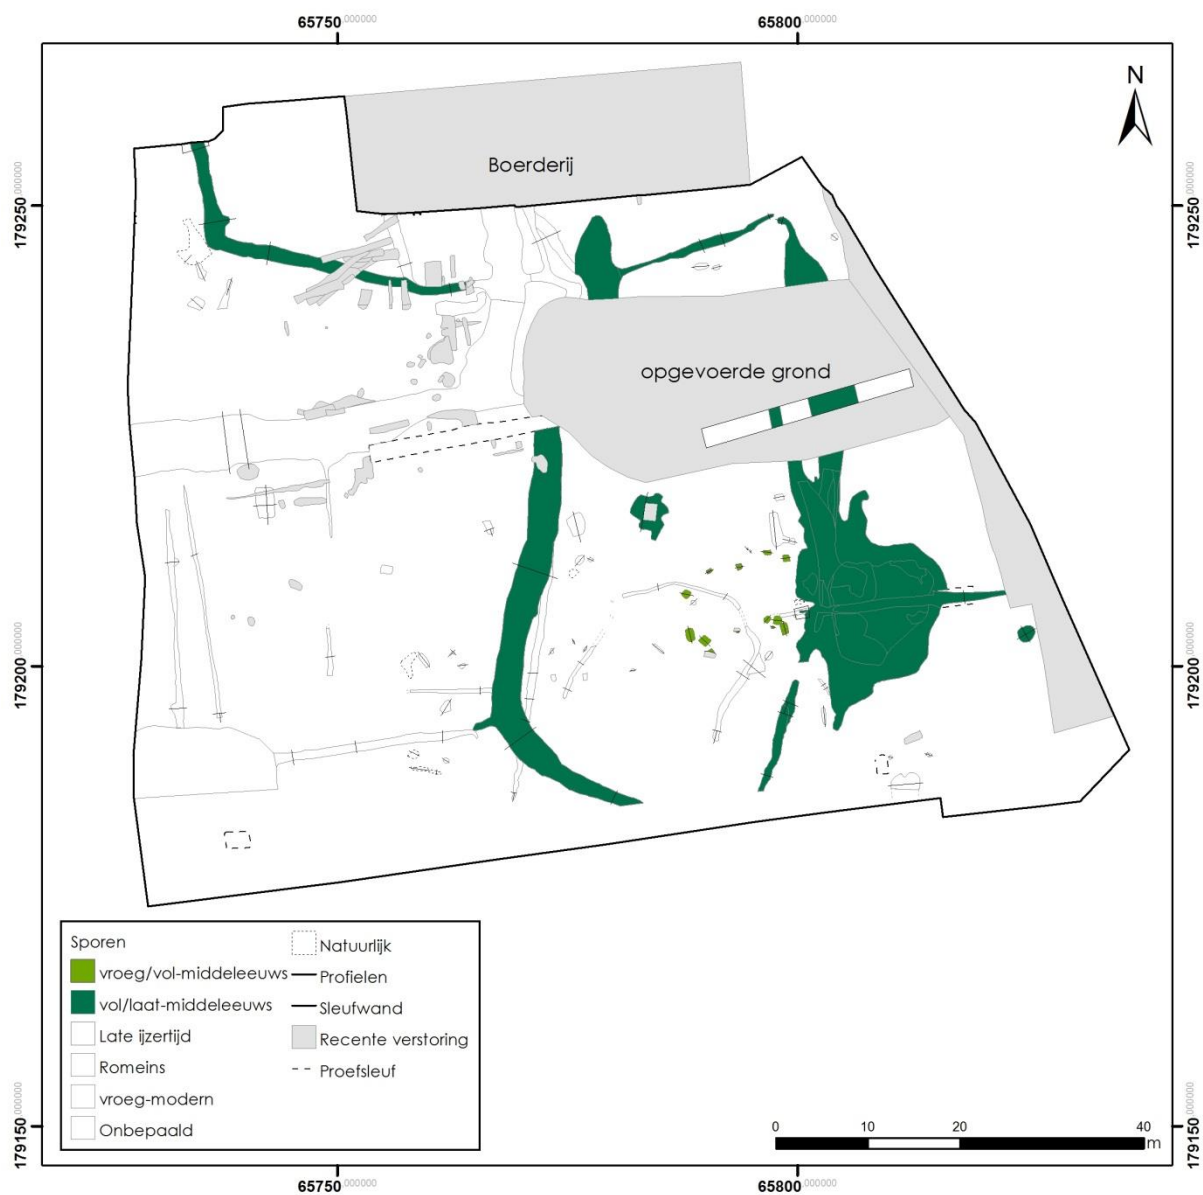 65750,000000 65800,000000
N
Boerderij
179250,000000 179250,000000
opgevoerde grond
179200,000000 179200,000000
Sporen
vroeg/vol-middeleeuws
vol/laat-middeleeuws
Late ijzertijd
Romeins
vroeg-modern
Onbepaald
Natuurlijk
Profielen
Sleufwand
Recente verstoring
Proefsleuf
179150,000000 179150,000000
0 10 20 40
m
65750,000000 65800,000000